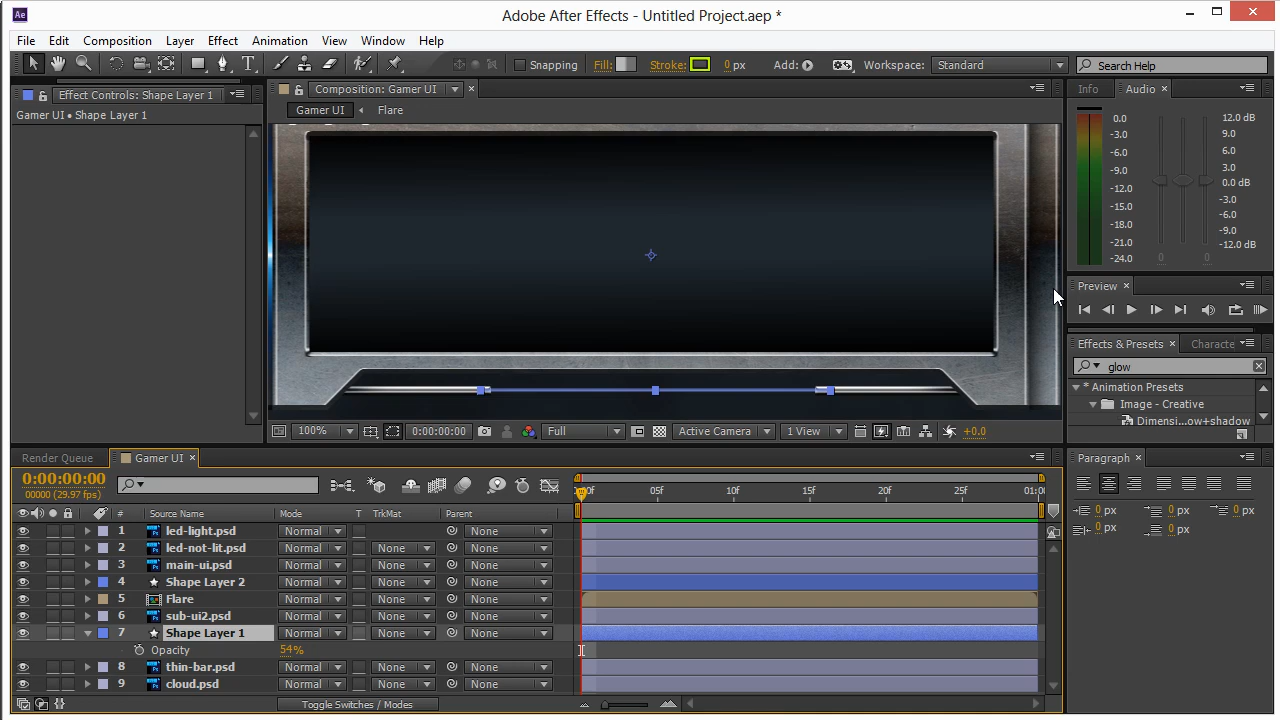 Ae Adobe After Effects - Untitled Project.aep *
File Edit Composition Layer Effect Animation View Window Help
T Snapping Fill: Stroke: 0 px Add: Workspace: Standard Search Help
Effect Controls: Shape Layer 1
Gamer UI • Shape Layer 1
Composition: Gamer UI
Gamer UI Flare
Info Audio
0.0 12.0 dB
-3.0 9.0
-6.0 6.0
-9.0 3.0
-12.0 0.0 dB
-15.0 -3.0
-18.0 -6.0
-21.0 -9.0
-24.0 -12.0 dB
0 0
Preview
Effects & Presets Characte
glow
* Animation Presets
Image - Creative
Dimensi...ow+shadow
100% 0:00:00:00 Full Active Camera 1 View +0.0
Render Queue Gamer UI
0:00:00:00
00000 (29.97 fps)
:00f 05f 10f 15f 20f 25f 01:00
# Source Name Mode T TrkMat Parent
1 led-light.psd Normal None
2 led-not-lit.psd Normal None None
3 main-ui.psd Normal None None
4 Shape Layer 2 Normal None None
5 Flare Normal None None
6 sub-ui2.psd Normal None None
7 Shape Layer 1 Normal None None
Opacity 54%
8 thin-bar.psd Normal None None
9 cloud.psd Normal None None
Toggle Switches / Modes
Paragraph
0 px 0 px 0 px
0 px 0 px